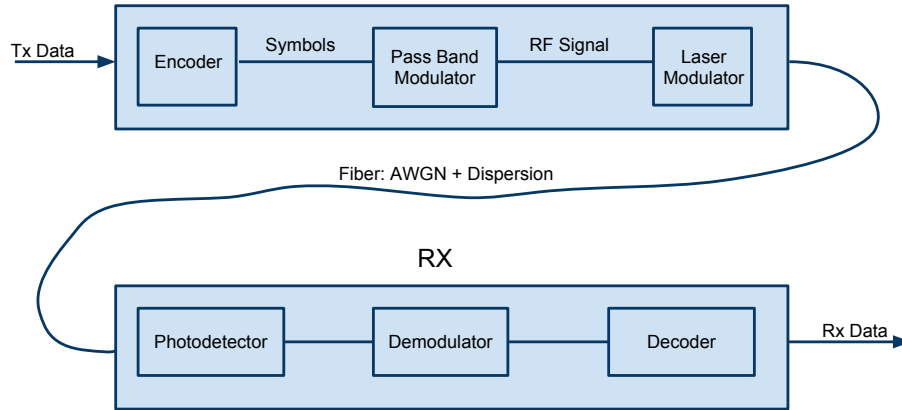 Tx Data
Encoder
Symbols
Pass Band
Modulator
RF Signal
Laser
Modulator
Fiber: AWGN + Dispersion
RX
Photodetector
Demodulator
Decoder
Rx Data